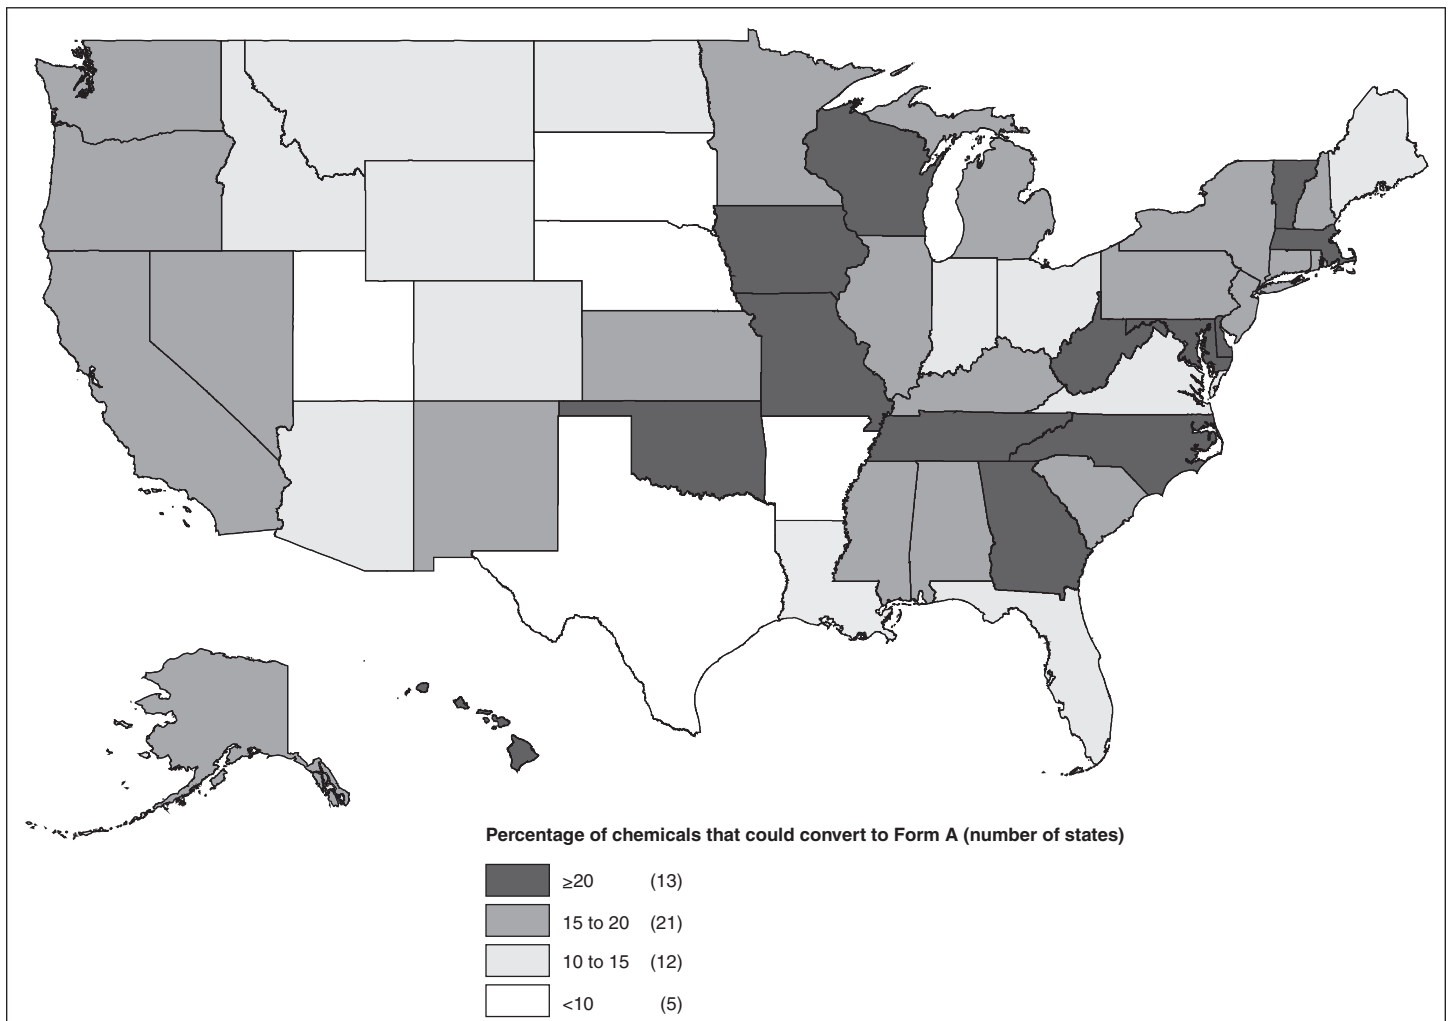 Percentage of chemicals that could convert to Form A (number of states)
≥20 (13)
15 to 20 (21)
10 to 15 (12)
<10 (5)